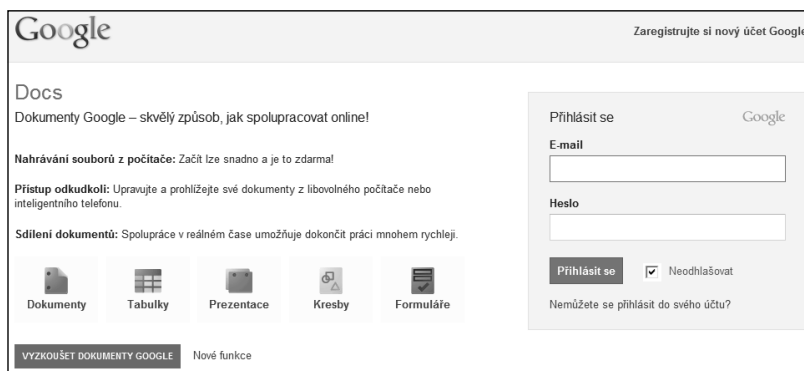 Google
Zaregistrujte si nový účet Google
Docs
Dokumenty Google – skvělý způsob, jak spolupracovat online!
Nahrávání souborů z počítače: Začít lze snadno a je to zdarma!
Přístup odkudkoli: Upravujte a prohlížejte své dokumenty z libovolného počítače nebo
inteligentního telefonu.
Sdílení dokumentů: Spolupráce v reálném čase umožňuje dokončit práci mnohem rychleji.
Dokumenty
Tabulky
Prezentace
Kresby
Formuláře
VYZKOUŠET DOKUMENTY GOOGLE
Nové funkce
Přihlásit se
Google
E-mail
Heslo
Přihlásit se
Neodhlašovat
Nemůžete se přihlásit do svého účtu?